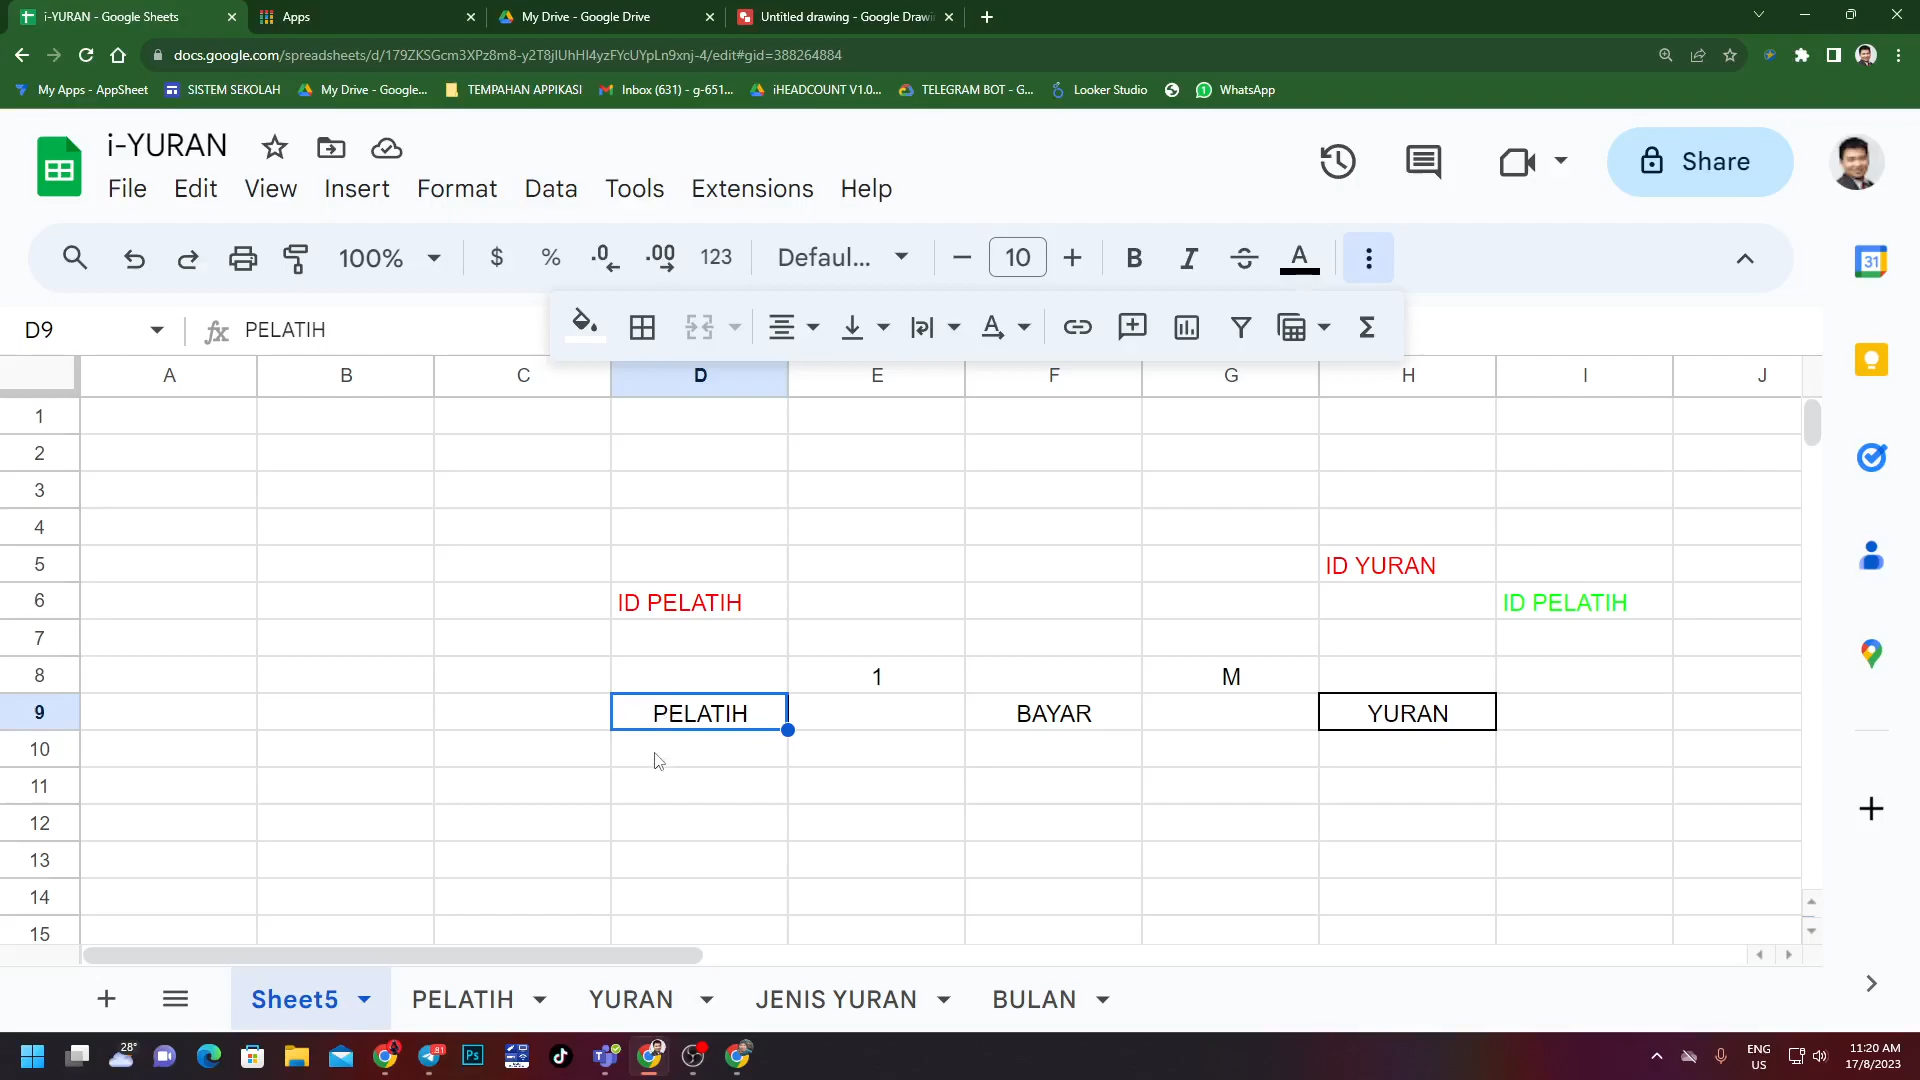 i-YURAN - Google Sheets
Apps
My Drive - Google Drive
Untitled drawing - Google Drawi
docs.google.com/spreadsheets/d/179ZKSGcm3XPz8m8-y2T8jIUhHI4yzFYcUYpLn9xnj-4/edit#gid=388264884
My Apps - AppSheet
SISTEM SEKOLAH
My Drive - Google...
TEMPAHAN APPIKASI
Inbox (631) - g-651...
iHEADCOUNT V1.0...
TELEGRAM BOT - G...
Looker Studio
WhatsApp
i-YURAN
File Edit View Insert Format Data Tools Extensions Help
Share
100% $ % .0 .00 123 Defaul... 10 B I S A
31
D9 fx PELATIH
A B C D E F G H I J
1
2
3
4
5 ID YURAN
6 ID PELATIH ID PELATIH
7
8 1 M
9 PELATIH BAYAR YURAN
10
11
12
13
14
15
Sheet5 PELATIH YURAN JENIS YURAN BULAN
28°
81
Ps
ENG
US
11:20 AM
17/8/2023